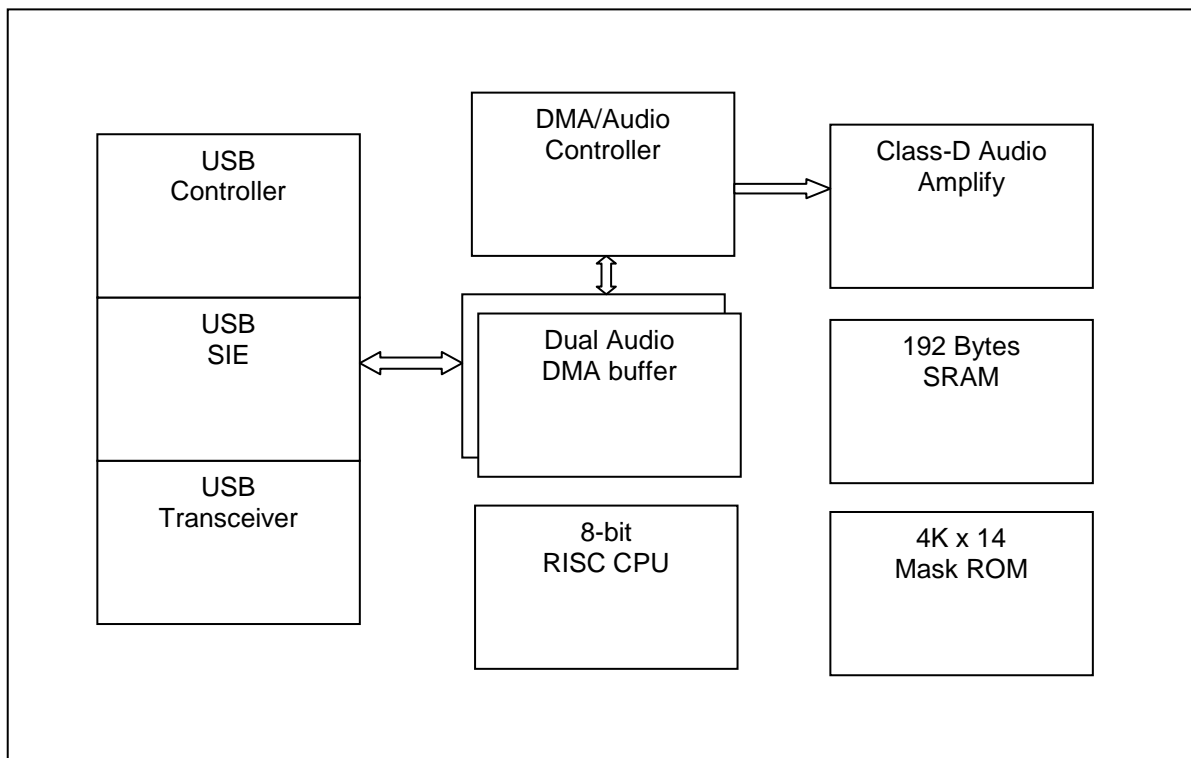 USB
Controller
USB
SIE
USB
Transceiver
DMA/Audio
Controller
Dual Audio
DMA buffer
8-bit
RISC CPU
Class-D Audio
Amplify
192 Bytes
SRAM
4K x 14
Mask ROM